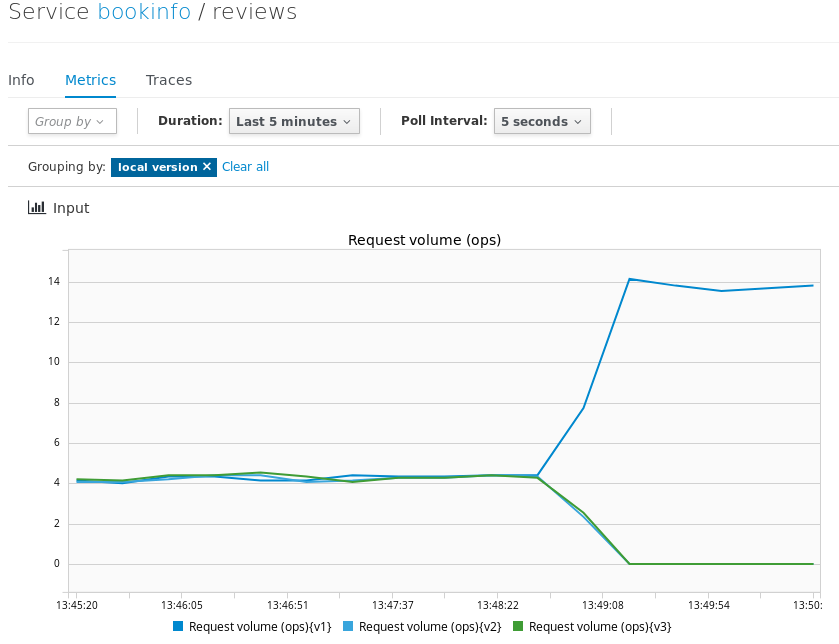 Service bookinfo / reviews
Info Metrics Traces
Group by Duration: Last 5 minutes Poll Interval: 5 seconds
Grouping by: local version × Clear all
Input
Request volume (ops)
14
12
10
8
6
4
2
0
13:45:20 13:46:05 13:46:51 13:47:37 13:48:22 13:49:08 13:49:54 13:50:
Request volume (ops){v1} Request volume (ops){v2} Request volume (ops){v3}